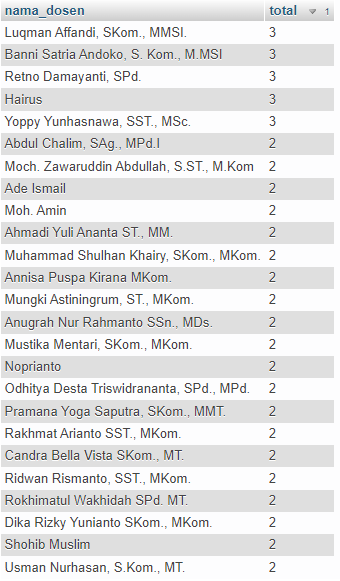 nama_dosen total 1
Luqman Affandi, SKom., MMSI. 3
Banni Satria Andoko, S. Kom., M.MSI 3
Retno Damayanti, SPd. 3
Hairus 3
Yoppy Yunhasnawa, SST., MSc. 3
Abdul Chalim, SAg., MPd.I 2
Moch. Zawaruddin Abdullah, S.ST., M.Kom 2
Ade Ismail 2
Moh. Amin 2
Ahmadi Yuli Ananta ST., MM. 2
Muhammad Shulhan Khairy, SKom., MKom. 2
Annisa Puspa Kirana MKom. 2
Mungki Astiningrum, ST., MKom. 2
Anugrah Nur Rahmanto SSn., MDs. 2
Mustika Mentari, SKom., MKom. 2
Noprianto 2
Odhitya Desta Triswidrananta, SPd., MPd. 2
Pramana Yoga Saputra, SKom., MMT. 2
Rakhmat Arianto SST., MKom. 2
Candra Bella Vista SKom., MT. 2
Ridwan Rismanto, SST., MKom. 2
Rokhimatul Wakhidah SPd. MT. 2
Dika Rizky Yunianto SKom., MKom. 2
Shohib Muslim 2
Usman Nurhasan, S.Kom., MT. 2